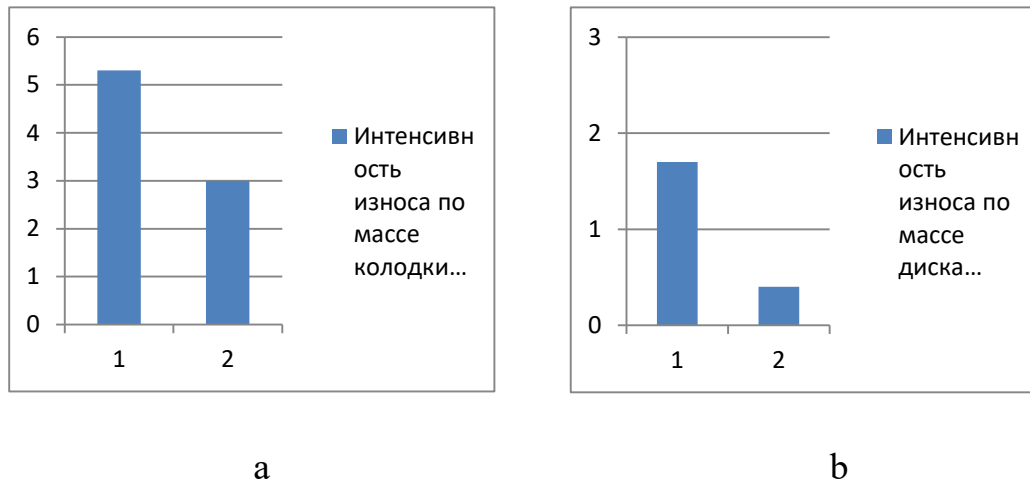 6
5
4
3
2
1
0
1 2
Интенсивн
ость
износа по
массе
колодки...
3
2
1
0
1 2
Интенсивн
ость
износа по
массе
диска...
a
b